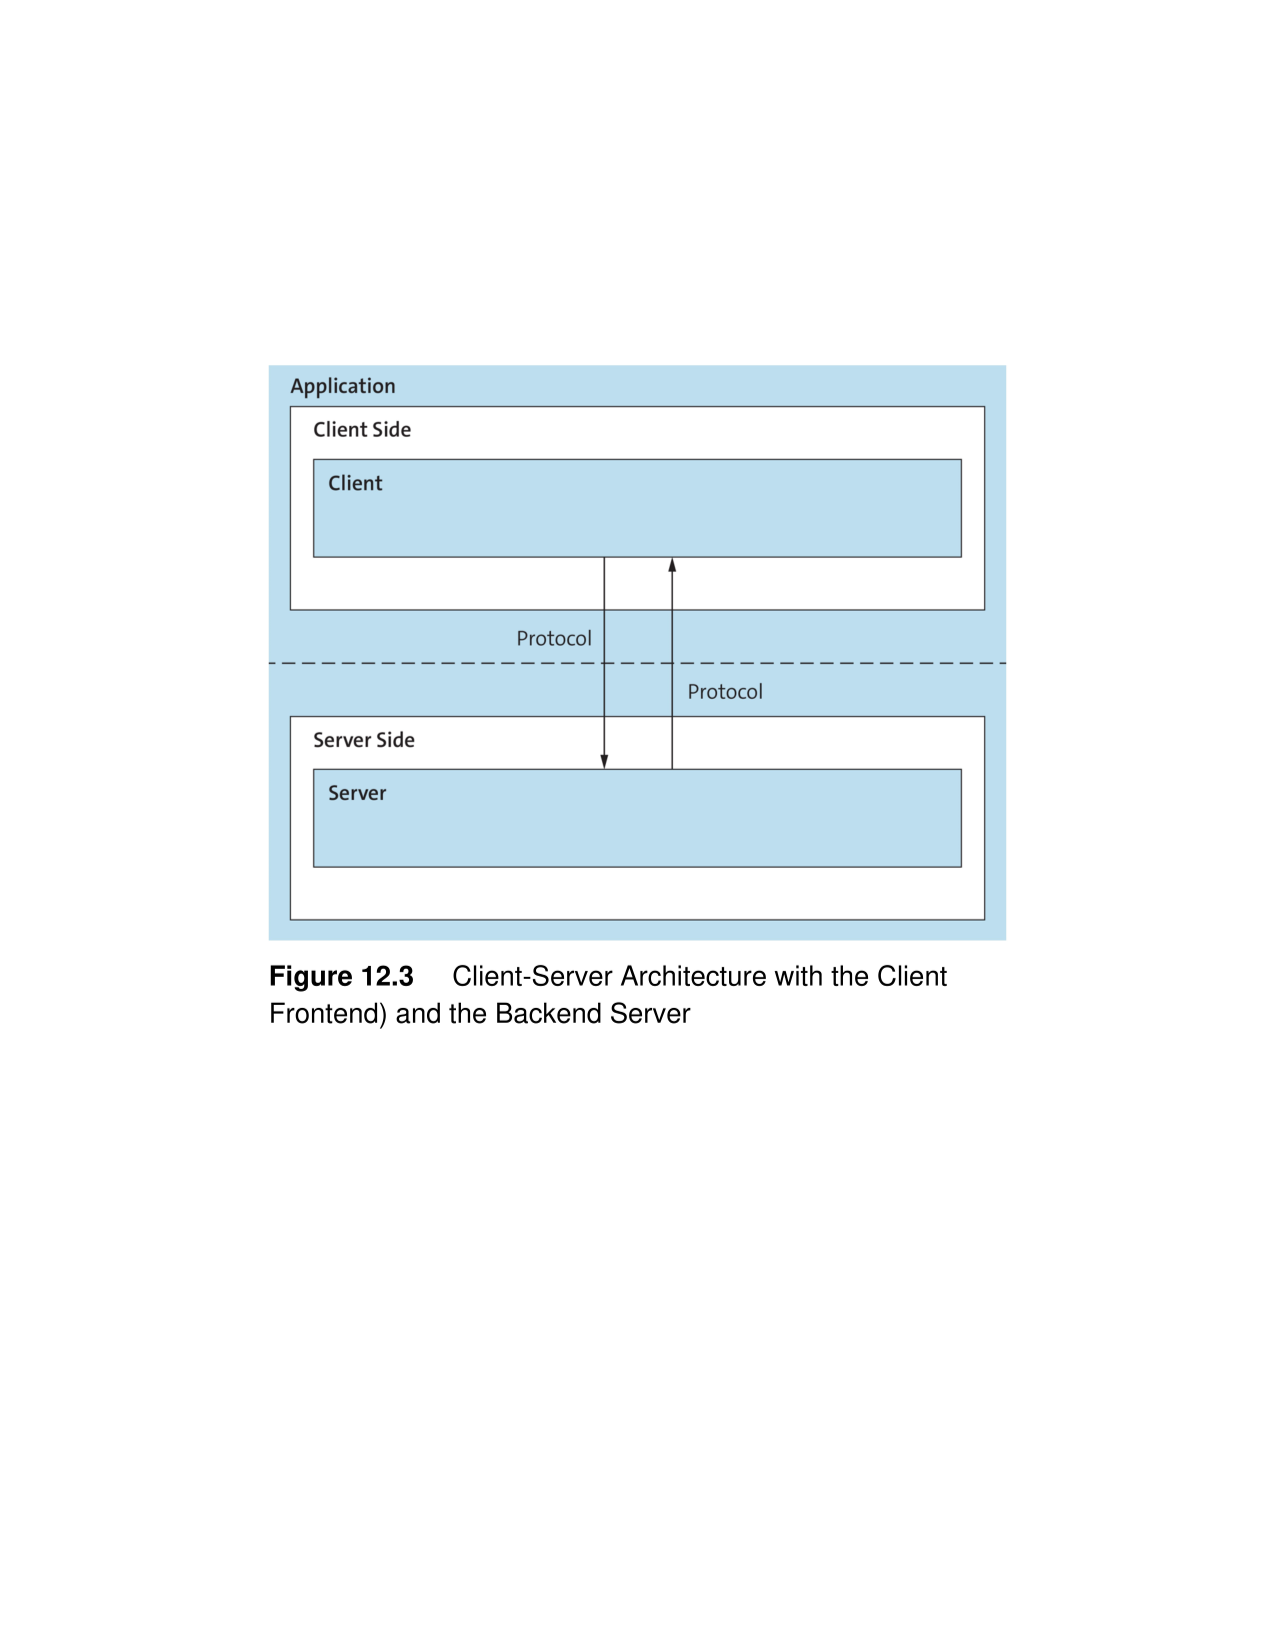 Application
Client Side
Client
Protocol
Protocol
Server Side
Server
Figure 12.3 Client-Server Architecture with the Client
Frontend) and the Backend Server